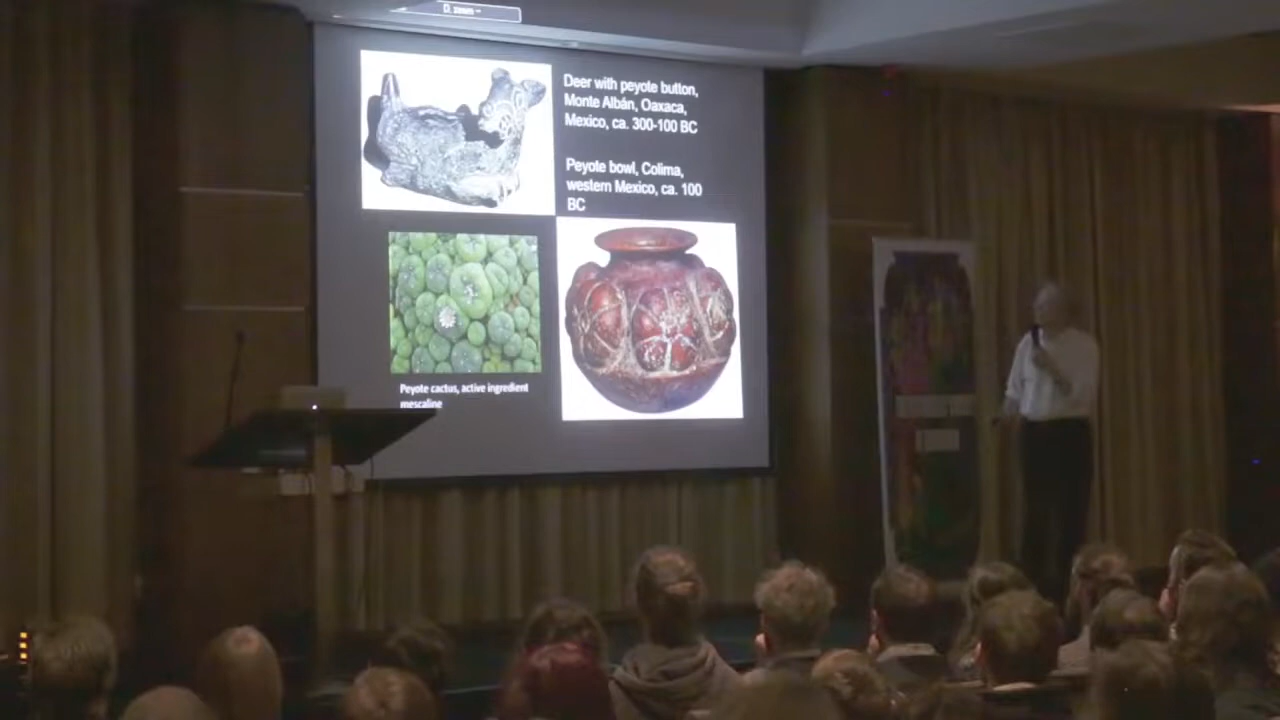 Deer with peyote button,
Monte Albán, Oaxaca,
Mexico, ca. 300-100 BC
Peyote bowl, Colima,
western Mexico, ca. 100
BC
Peyote cactus, active ingredient
mescaline